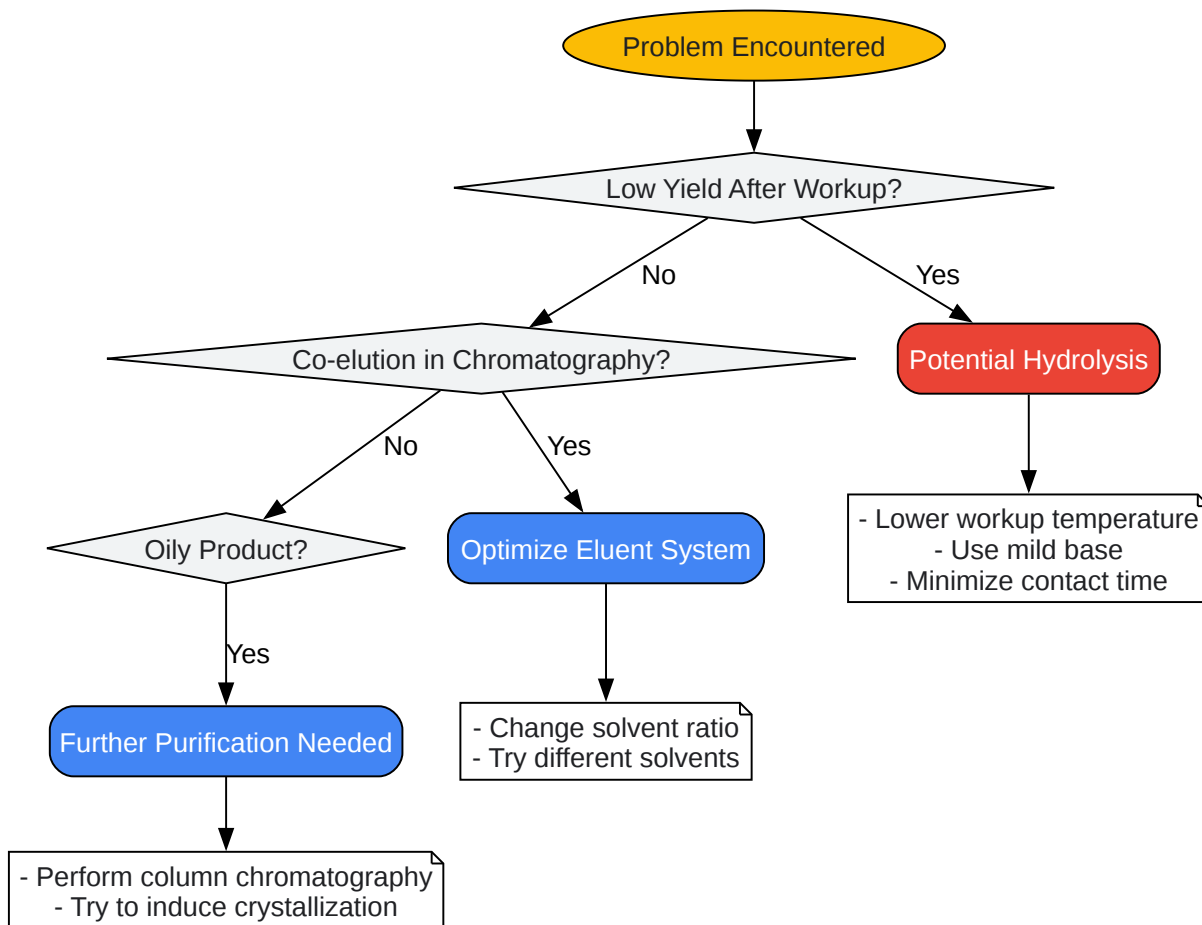 Problem Encountered
Low Yield After Workup?
No
Yes
Co-elution in Chromatography?
Potential Hydrolysis
No
Yes
- Lower workup temperature
- Use mild base
- Minimize contact time
Oily Product?
Optimize Eluent System
Yes
- Change solvent ratio
- Try different solvents
Further Purification Needed
- Perform column chromatography
- Try to induce crystallization